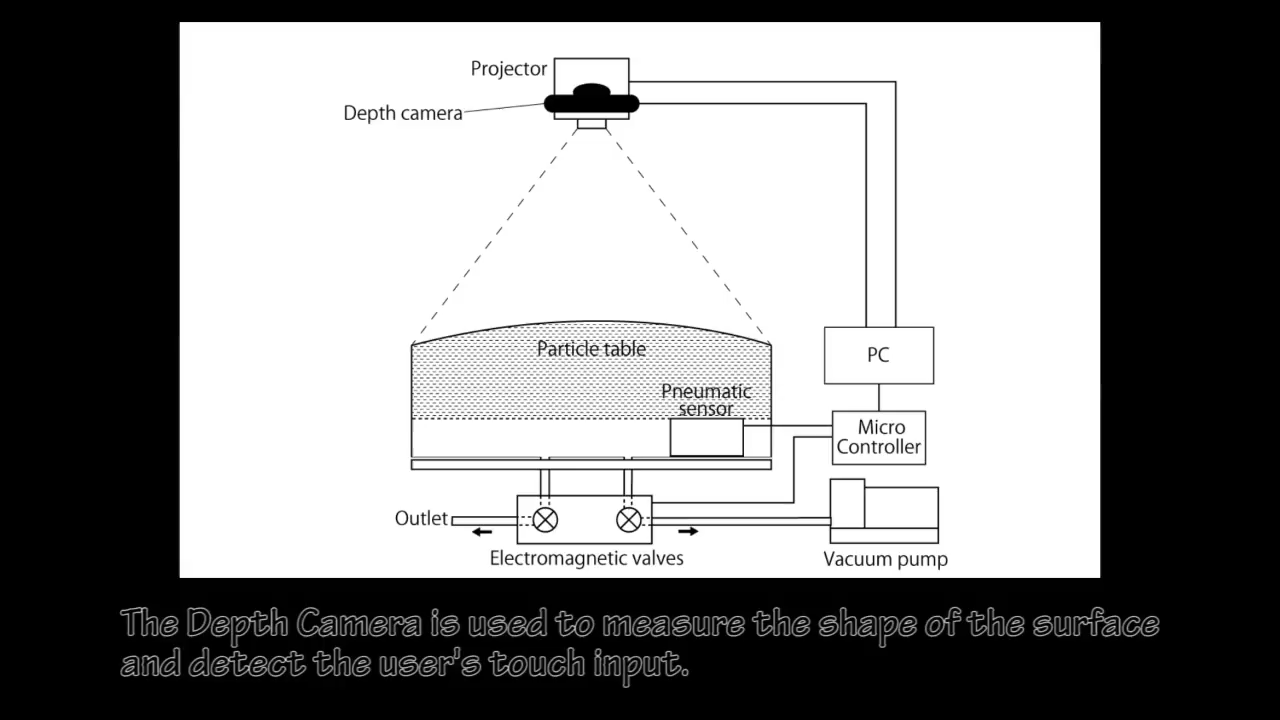 Projector
Depth camera
Particle table
Pneumatic
sensor
PC
Micro
Controller
Outlet
Electromagnetic valves
Vacuum pump
The Depth Camera is used to measure the shape of the surface
and detect the user's touch input.